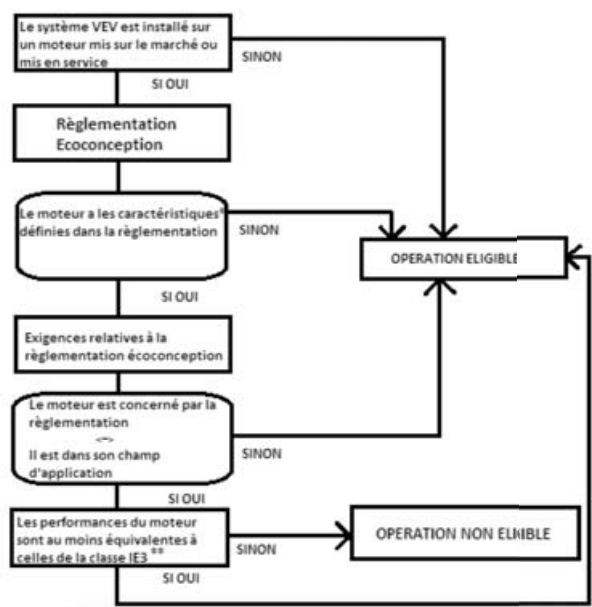 Le système VEV est installé sur
un moteur mis sur le marché ou
mis en service
SINON
SI OUI
Règlementation
Ecoconception
Le moteur a les caractéristiques*
définies dans la règlementation
SINON
OPERATION ELIGIBLE
SI OUI
Exigences relatives à la
règlementation écoconception
Le moteur est concerné par la
règlementation
<=>
Il est dans son champ
d'application
SINON
SI OUI
Les performances du moteur
sont au moins équivalentes à
celles de la classe IE3 **
SINON
OPERATION NON ELIIBLE
SI OUI